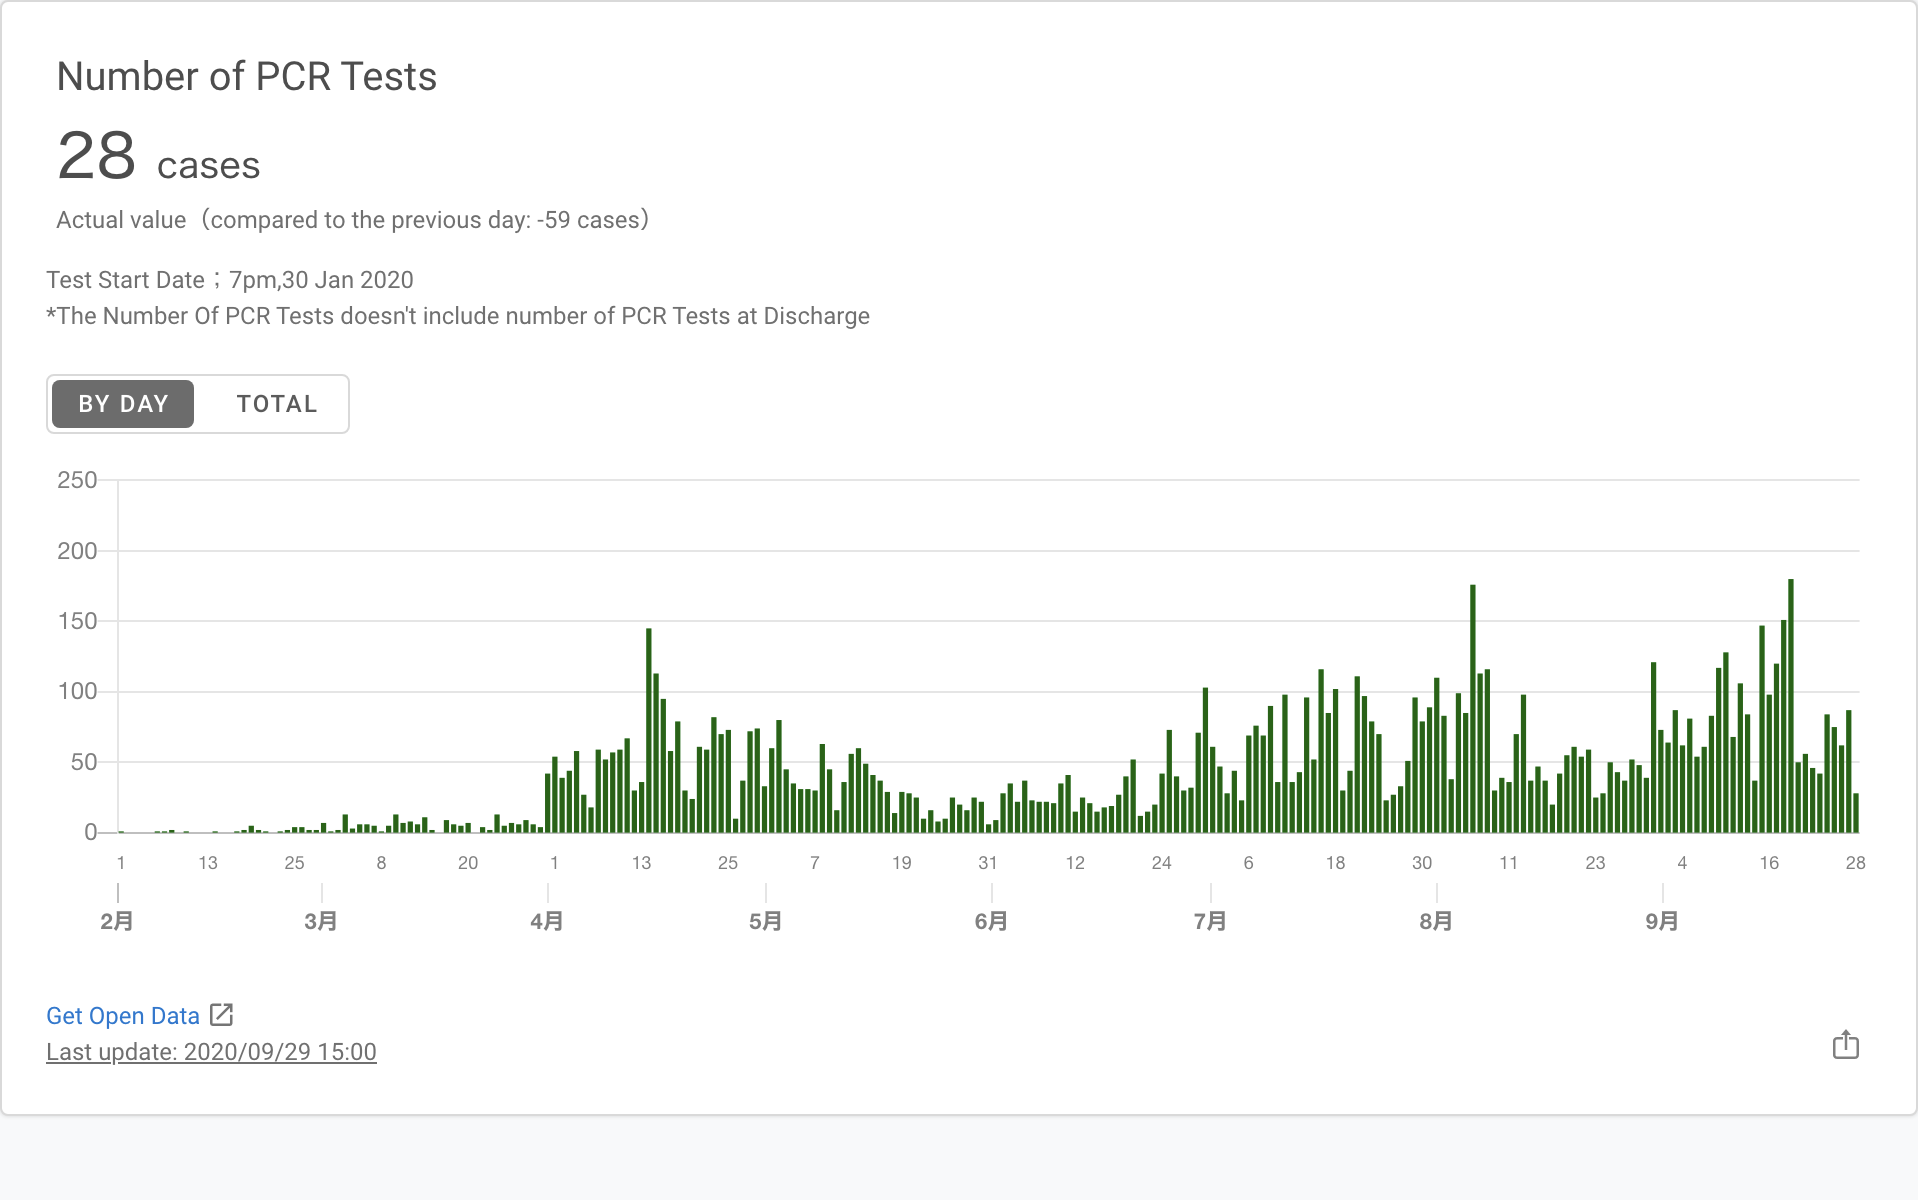 Number of PCR Tests
28 cases
Actual value（compared to the previous day: -59 cases）
Test Start Date；7pm,30 Jan 2020
*The Number Of PCR Tests doesn't include number of PCR Tests at Discharge
BY DAY TOTAL
250
200
150
100
50
0
1 13 25 8 20 1 13 25 7 19 31 12 24 6 18 30 11 23 4 16 28
2月 3月 4月 5月 6月 7月 8月 9月
Get Open Data
Last update: 2020/09/29 15:00